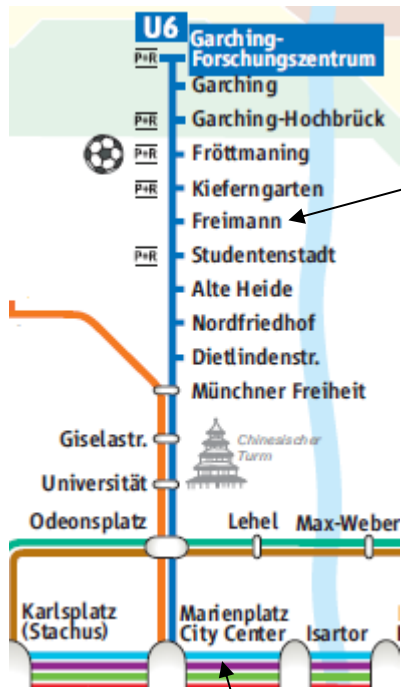 U6
Garching-
Forschungszentrum
P+R
Garching
P+R
Garching-Hochbrück
P+R
Fröttmaning
P+R
Kieferngarten
Freimann
P+R
Studentenstadt
Alte Heide
Nordfriedhof
Dietlindenstr.
Münchner Freiheit
Giselastr.
Chinesischer
Turm
Universität
Odeonsplatz
Lehel
Max-Weber
Karlsplatz
(Stachus)
Marienplatz
City Center
Isartor